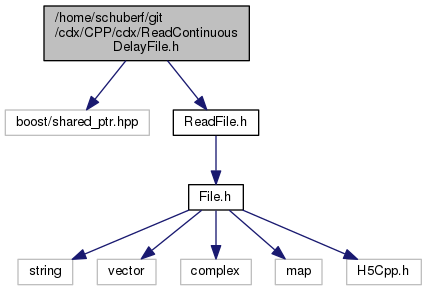 /home/schuberf/git
/cdx/CPP/cdx/ReadContinuous
DelayFile.h
boost/shared_ptr.hpp
ReadFile.h
File.h
string
vector
complex
map
H5Cpp.h